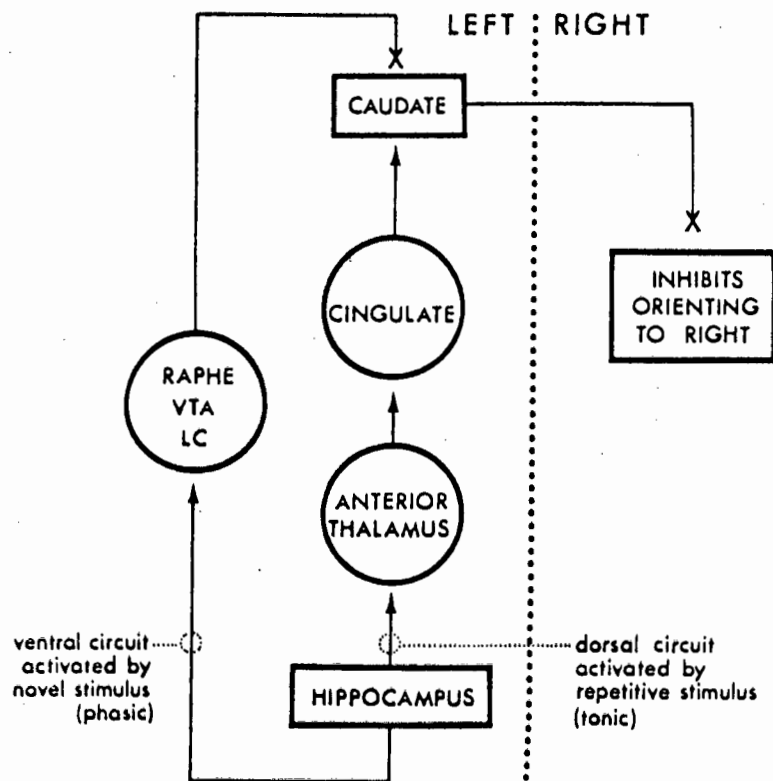 LEFT RIGHT
CAUDATE
CINGULATE
INHIBITS
ORIENTING
TO RIGHT
RAPHE
VTA
LC
ANTERIOR
THALAMUS
ventral circuit
activated by
novel stimulus
(phasic)
dorsal circuit
activated by
repetitive stimulus
(tonic)
HIPPOCAMPUS